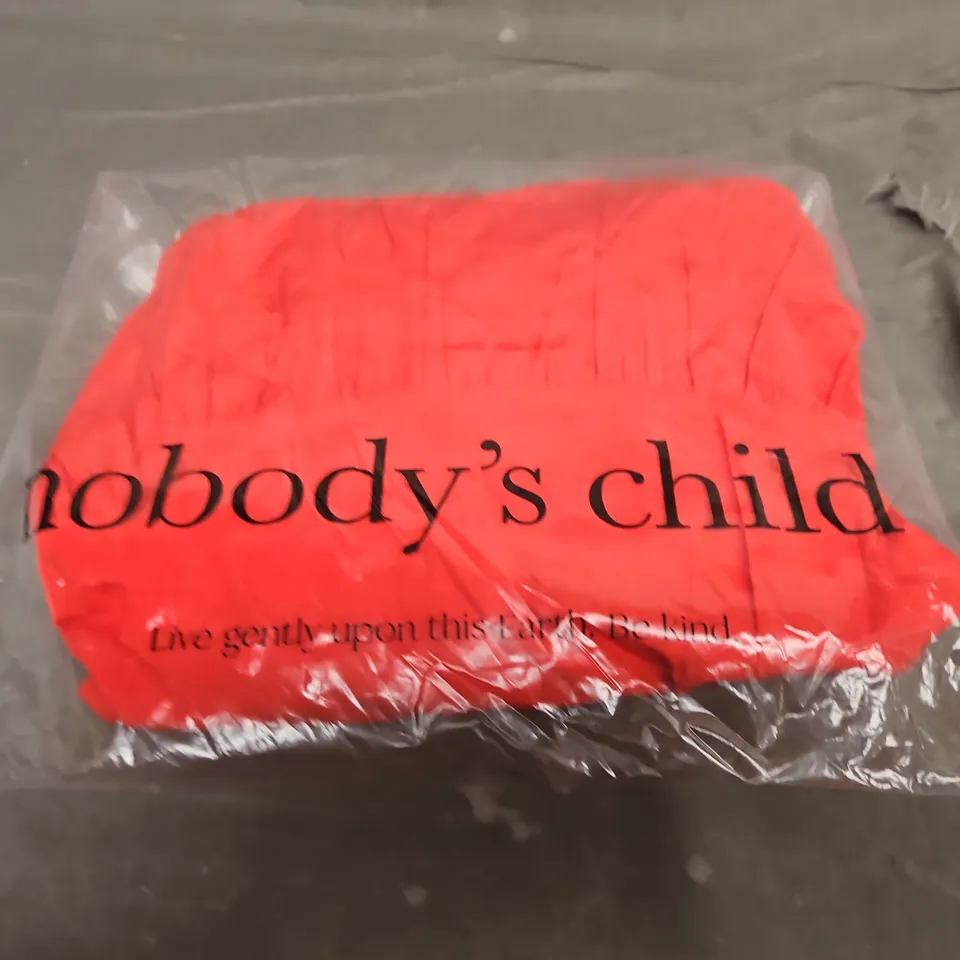 nobody's child
Live gently upon this Earth. Be kind